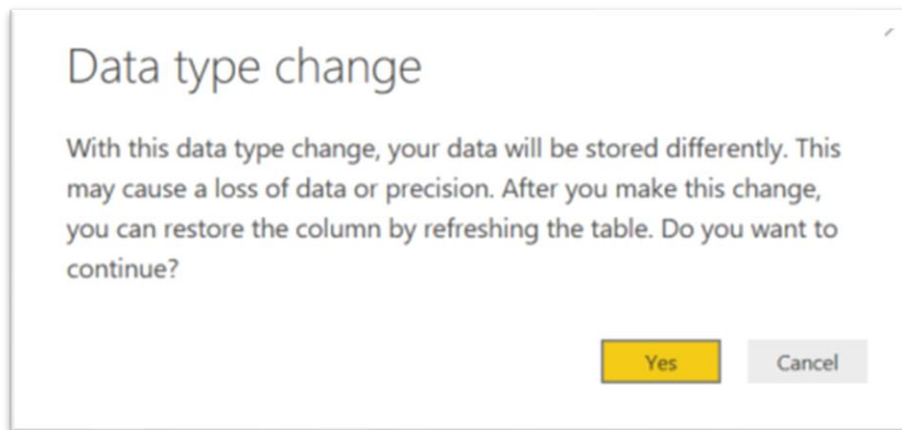 Data type change
With this data type change, your data will be stored differently. This
may cause a loss of data or precision. After you make this change,
you can restore the column by refreshing the table. Do you want to
continue?
Yes
Cancel